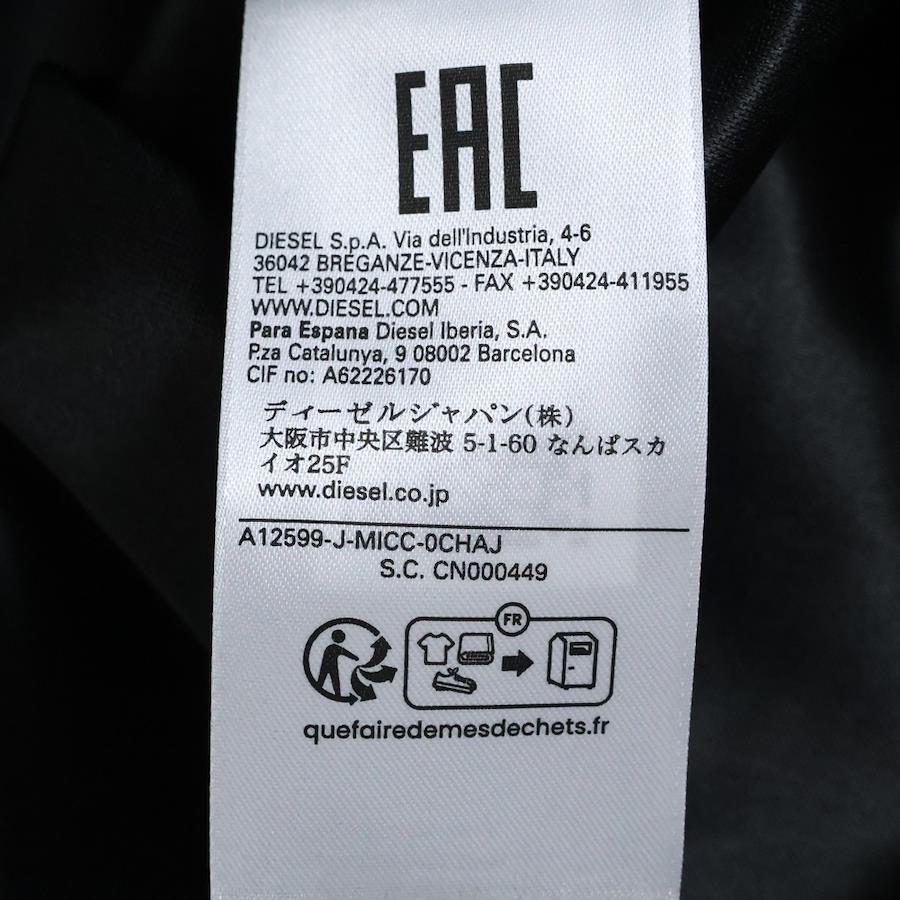 EAC
DIESEL S.p.A. Via dell'Industria, 4-6
36042 BREGANZE-VICENZA-ITALY
TEL +390424-477555 - FAX +390424-411955
WWW.DIESEL.COM
Para Espana Diesel Iberia, S.A.
P.za Catalunya, 9 08002 Barcelona
CIF no: A62226170
ディーゼルジャパン(株)
大阪市中央区難波 5-1-60 なんばスカ
イオ25F
www.diesel.co.jp
A12599-J-MICC-0CHAJ
S.C. CN000449
FR
quefairedemesdechets.fr